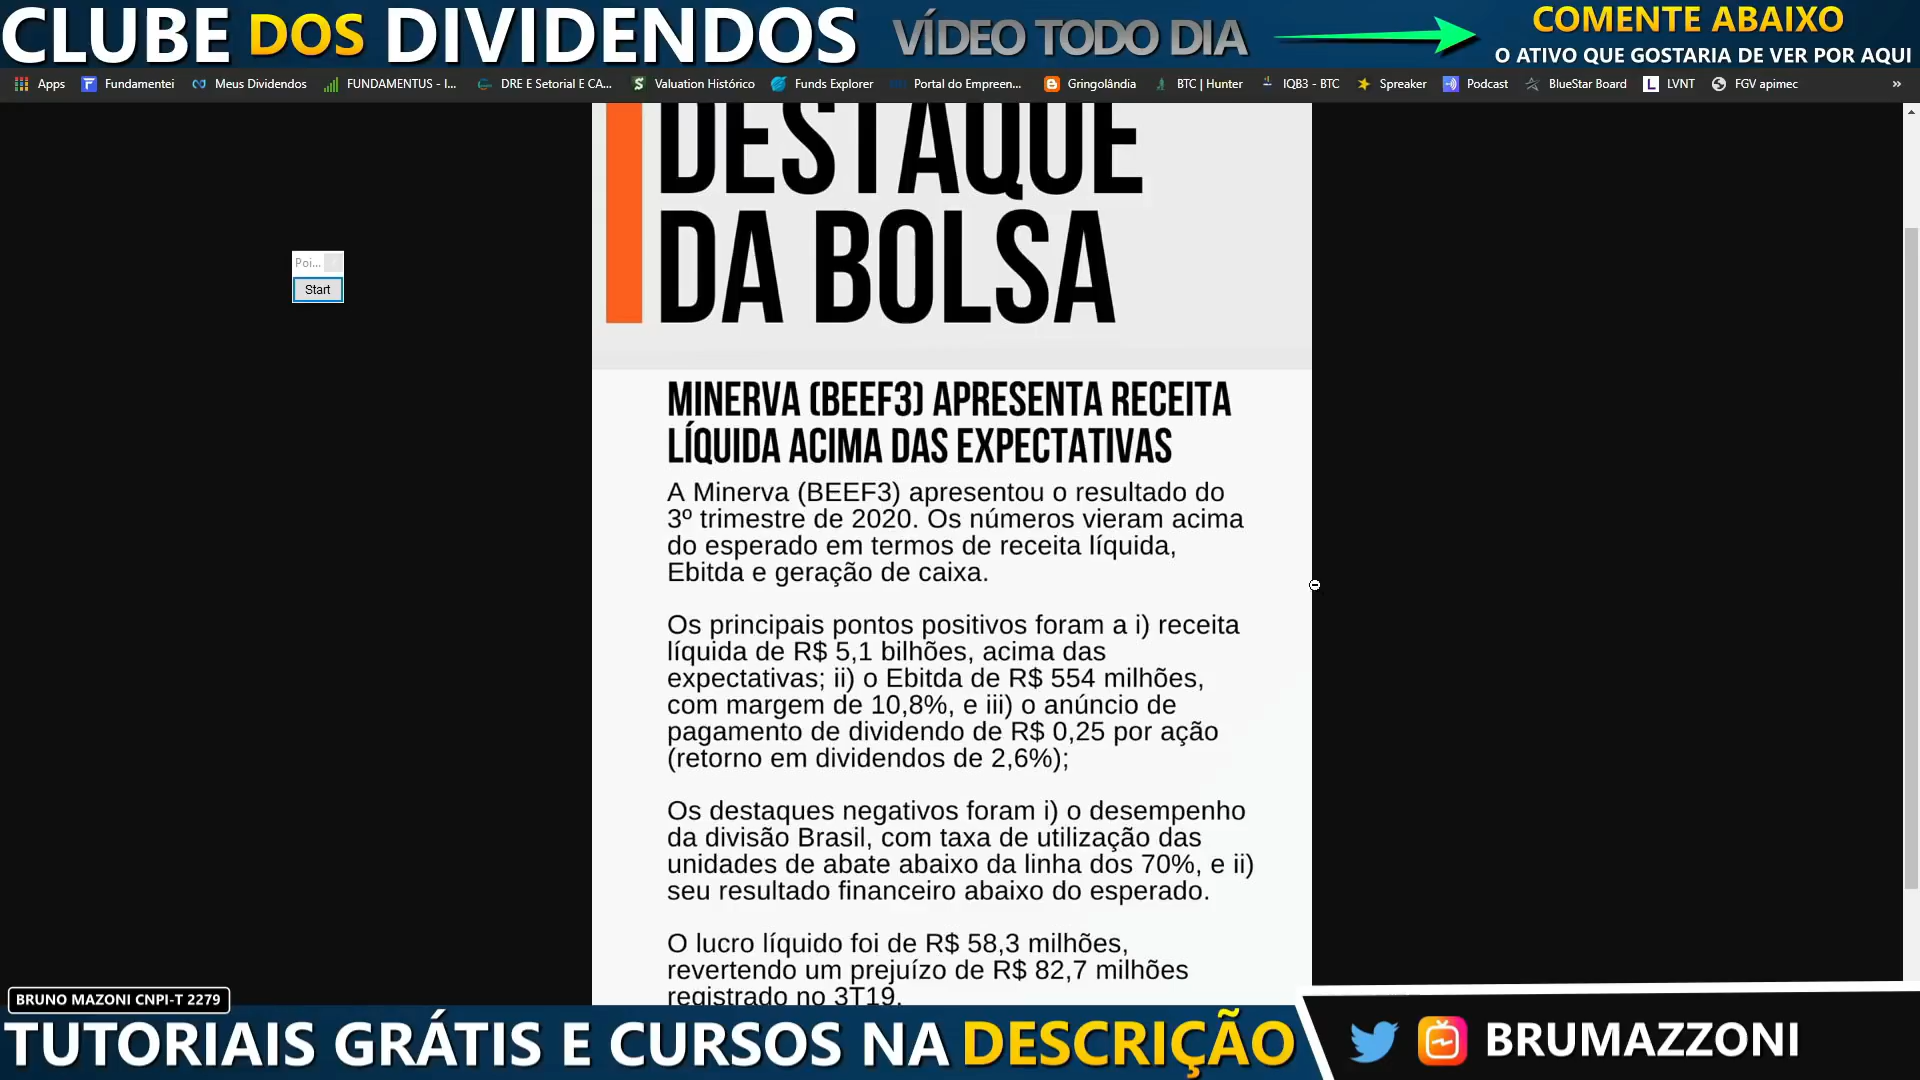 CLUBE DOS DIVIDENDOS VÍDEO TODO DIA
COMENTE ABAIXO
O ATIVO QUE GOSTARIA DE VER POR AQUI
Apps Fundamentei Meus Dividendos FUNDAMENTUS - I... DRE E Setorial E CA... Valuation Histórico Funds Explorer Portal do Empreen... Gringolândia BTC | Hunter IQB3 - BTC Spreaker Podcast BlueStar Board LVNT FGV apimec »
DESTAQUE
DA BOLSA
Poi...
Start
MINERVA (BEEF3) APRESENTA RECEITA
LÍQUIDA ACIMA DAS EXPECTATIVAS
A Minerva (BEEF3) apresentou o resultado do
3º trimestre de 2020. Os números vieram acima
do esperado em termos de receita líquida,
Ebitda e geração de caixa.
Os principais pontos positivos foram a i) receita
líquida de R$ 5,1 bilhões, acima das
expectativas; ii) o Ebitda de R$ 554 milhões,
com margem de 10,8%, e iii) o anúncio de
pagamento de dividendo de R$ 0,25 por ação
(retorno em dividendos de 2,6%);
Os destaques negativos foram i) o desempenho
da divisão Brasil, com taxa de utilização das
unidades de abate abaixo da linha dos 70%, e ii)
seu resultado financeiro abaixo do esperado.
O lucro líquido foi de R$ 58,3 milhões,
revertendo um prejuízo de R$ 82,7 milhões
registrado no 3T19.
BRUNO MAZONI CNPI-T 2279
TUTORIAIS GRÁTIS E CURSOS NA DESCRIÇÃO
BRUMAZZONI